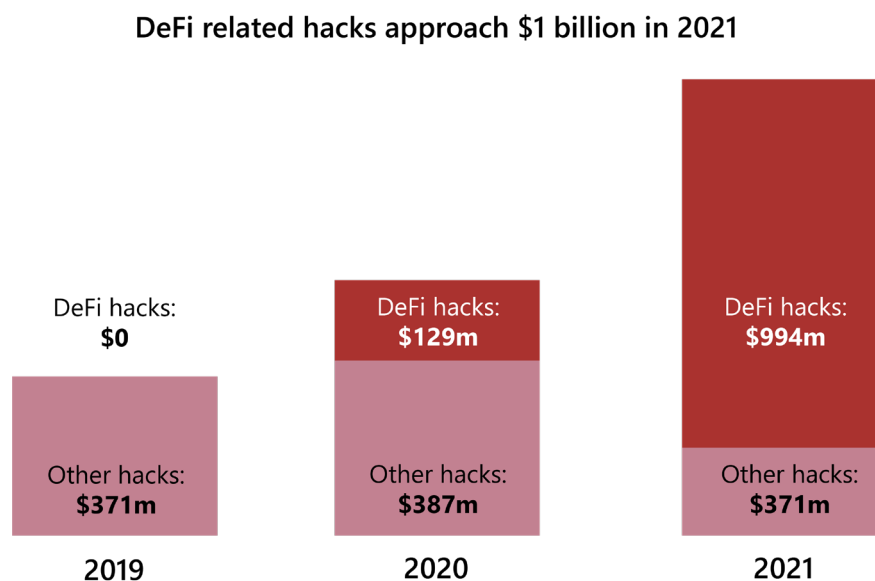 DeFi related hacks approach $1 billion in 2021
DeFi hacks:
$0
Other hacks:
$371m
2019
DeFi hacks:
$129m
Other hacks:
$387m
2020
DeFi hacks:
$994m
Other hacks:
$371m
2021